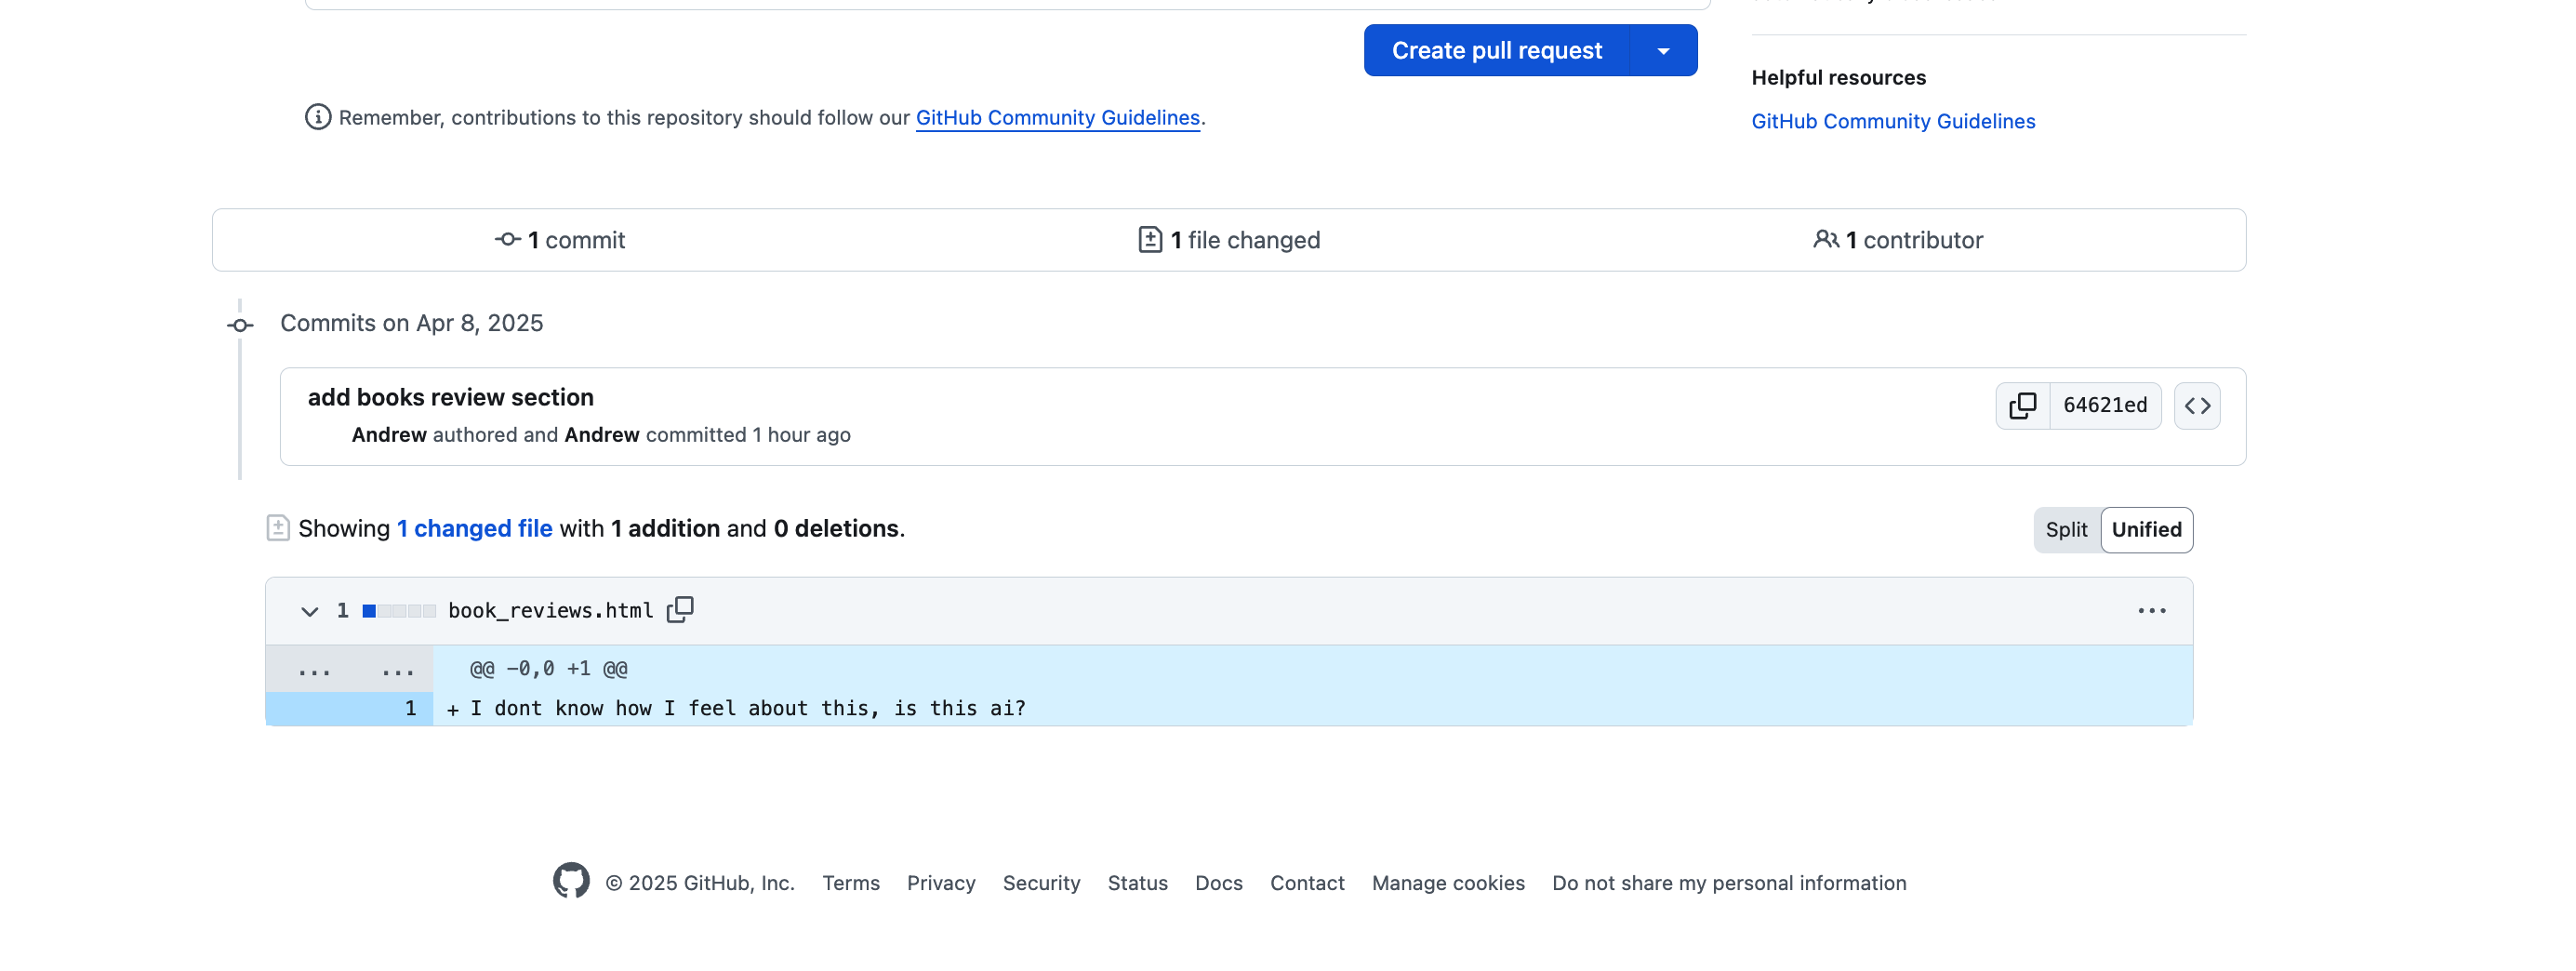 Create pull request
Helpful resources
Remember, contributions to this repository should follow our GitHub Community Guidelines.
GitHub Community Guidelines
1 commit
1 file changed
1 contributor
Commits on Apr 8, 2025
add books review section
64621ed
Andrew authored and Andrew committed 1 hour ago
Showing 1 changed file with 1 addition and 0 deletions.
Split
Unified
1 book_reviews.html
... ... @@ -0,0 +1 @@
1 + I dont know how I feel about this, is this ai?
© 2025 GitHub, Inc. Terms Privacy Security Status Docs Contact Manage cookies Do not share my personal information